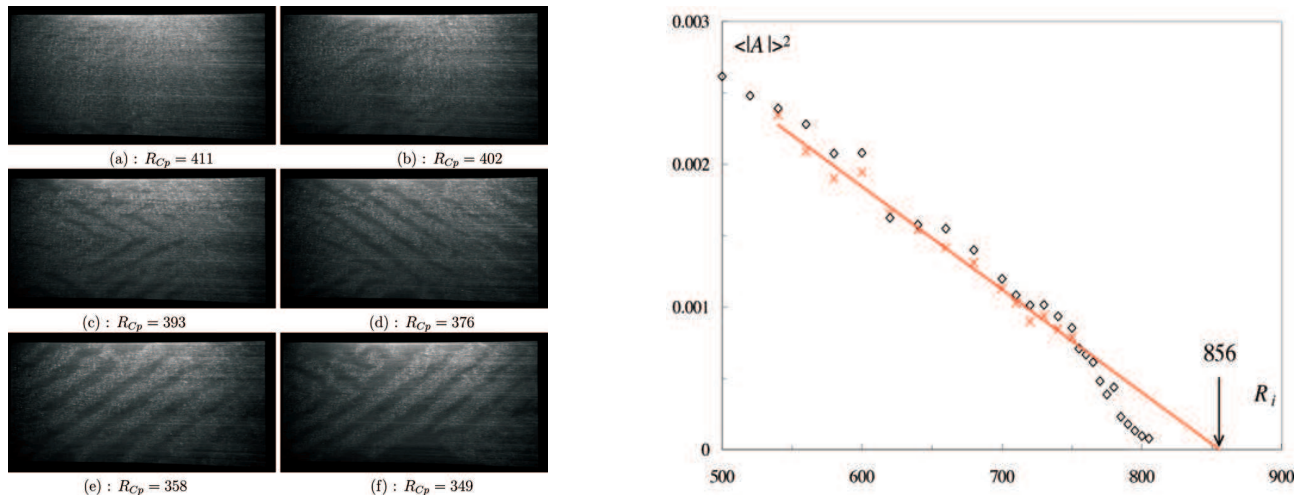 (a) : R_Cp = 411
(b) : R_Cp = 402
(c) : R_Cp = 393
(d) : R_Cp = 376
(e) : R_Cp = 358
(f) : R_Cp = 349
0.003
<|A|>²
0.002
0.001
856
R_i
0
500
600
700
800
900